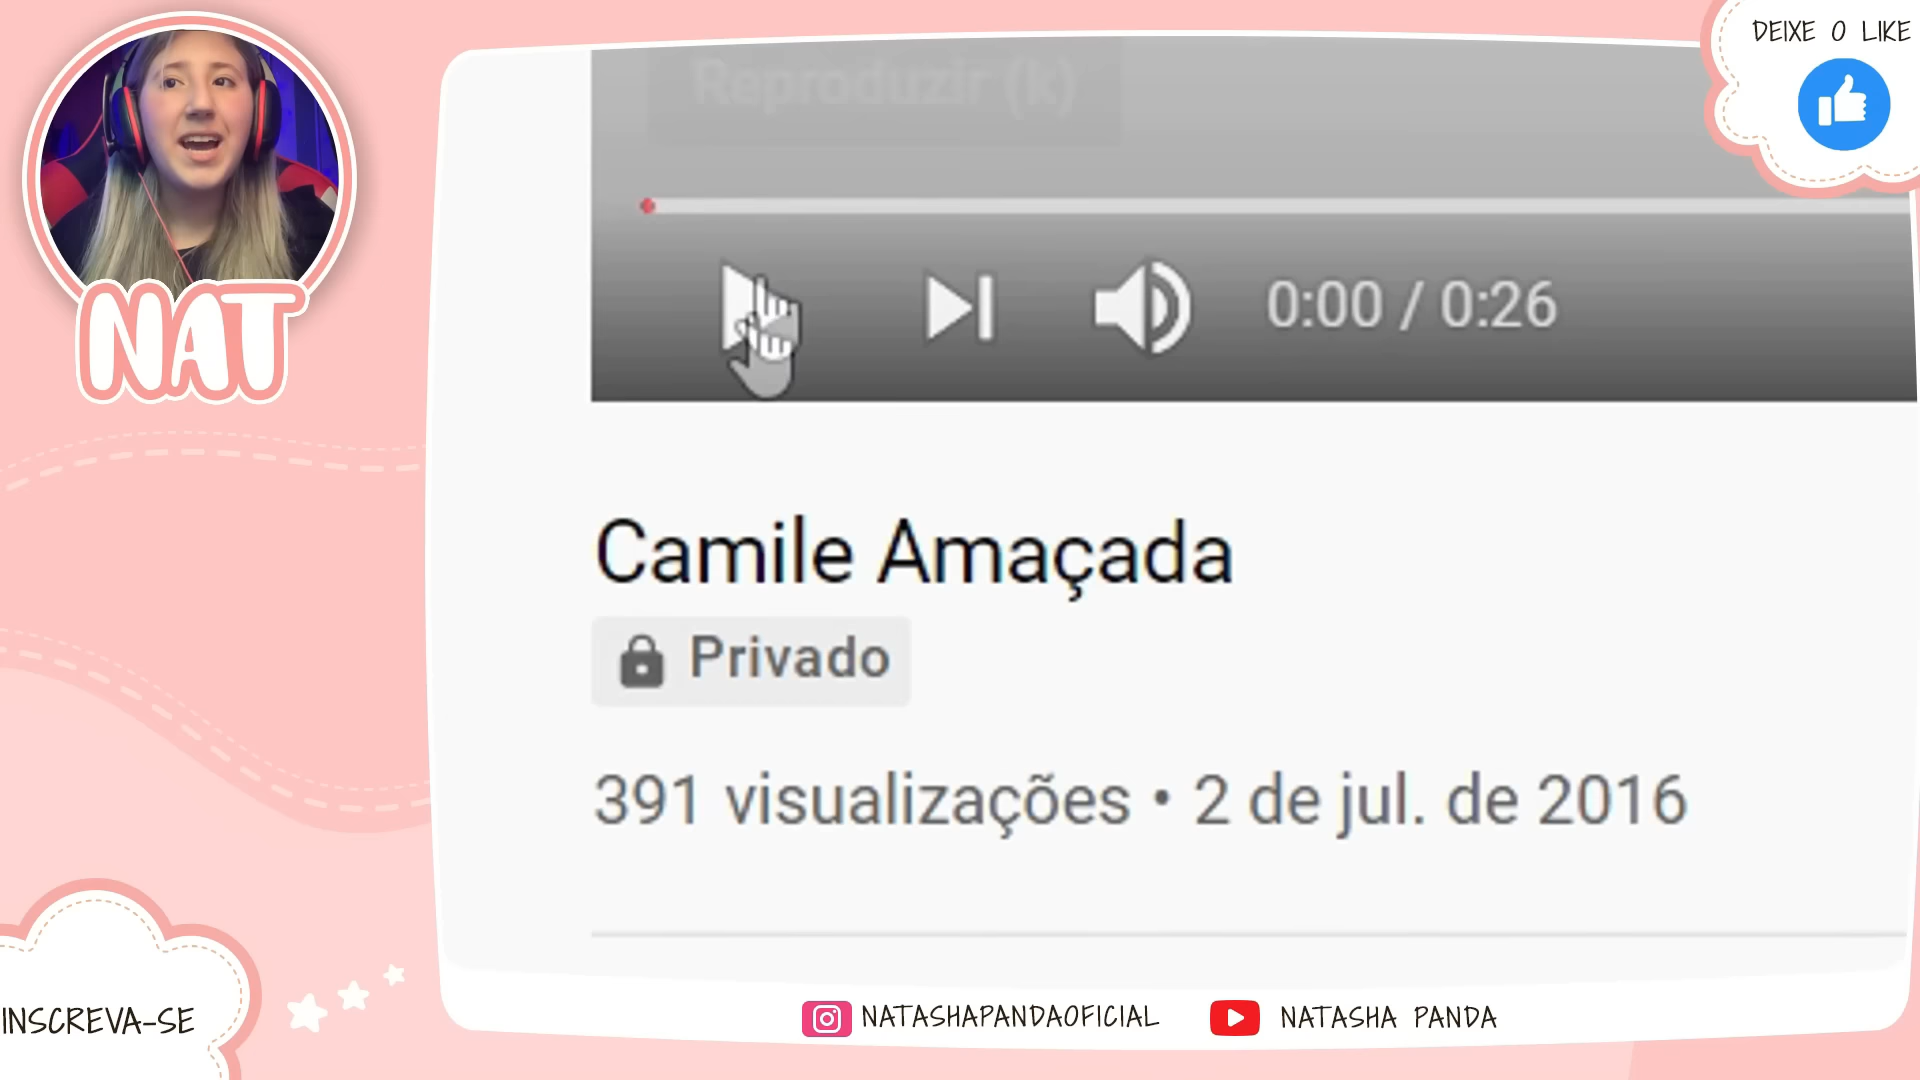 DEIXE O LIKE
Reproduzir (k)
0:00 / 0:26
NAT
Camile Amaçada
Privado
391 visualizações • 2 de jul. de 2016
INSCREVA-SE
NATASHAPANDAOFICIAL
NATASHA PANDA